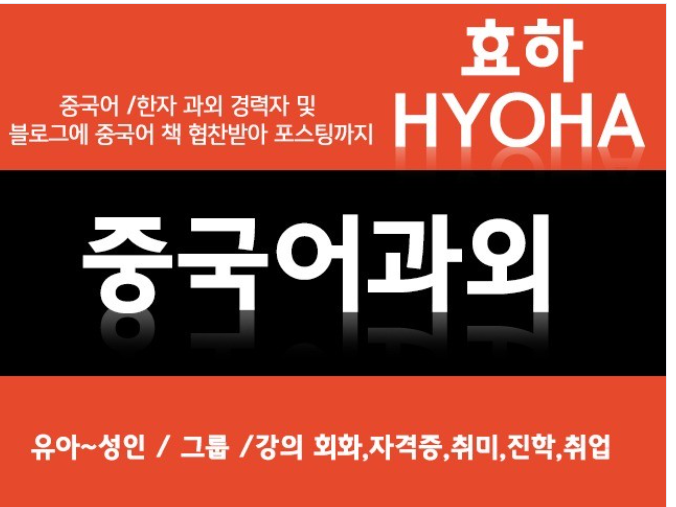 효하
중국어 /한자 과외 경력자 및
블로그에 중국어 책 협찬받아 포스팅까지
HYOHA
중국어과외
유아~성인 / 그룹 /강의 회화,자격증,취미,진학,취업